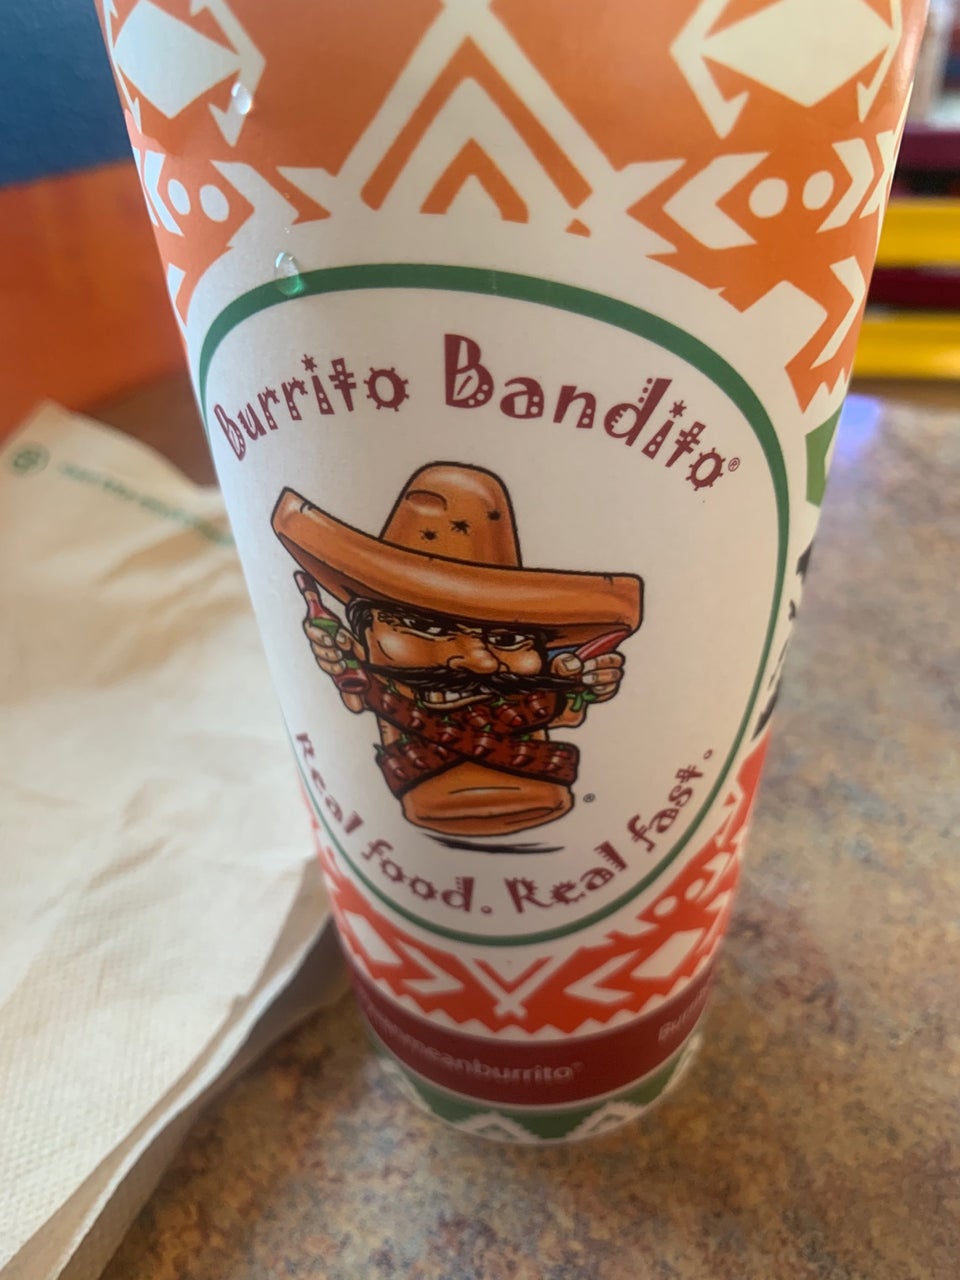 Burrito Bandito®
®
Real food. Real fast.